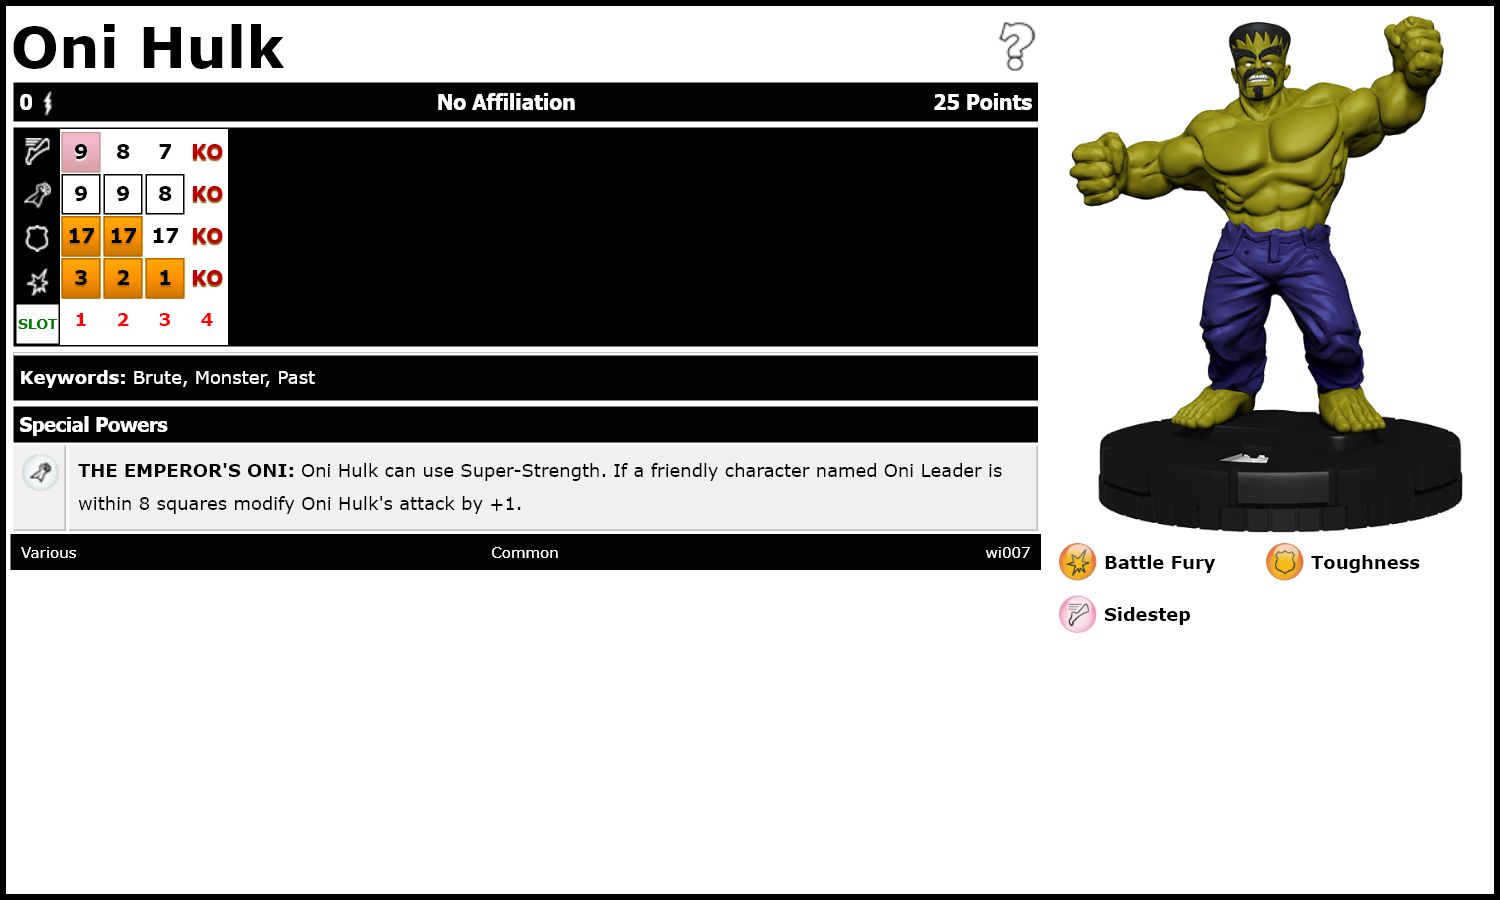 Oni Hulk
0 No Affiliation 25 Points
9 8 7 KO
9 9 8 KO
17 17 17 KO
3 2 1 KO
SLOT 1 2 3 4
Keywords: Brute, Monster, Past
Special Powers
THE EMPEROR'S ONI: Oni Hulk can use Super-Strength. If a friendly character named Oni Leader is
within 8 squares modify Oni Hulk's attack by +1.
Various Common wi007
Battle Fury Toughness
Sidestep